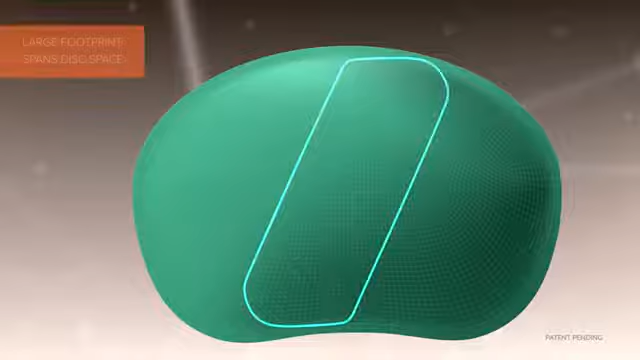 LARGE FOOTPRINT
SPANS DISC SPACE
PATENT PENDING